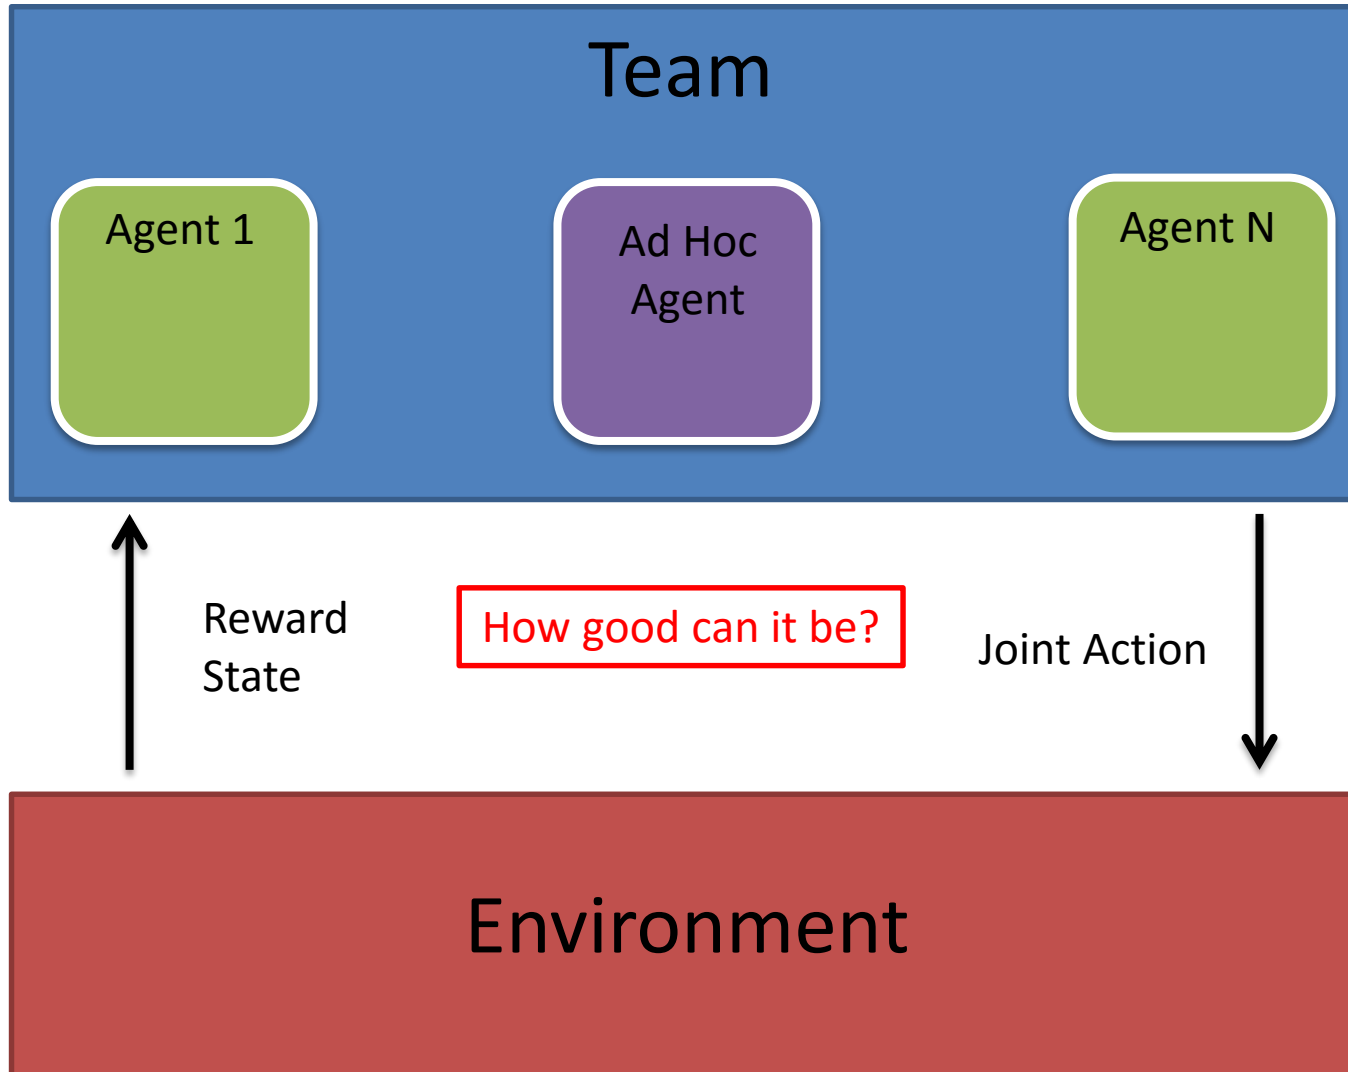 Team
Agent 1
Ad Hoc
Agent
Agent N
Reward
State
How good can it be?
Joint Action
Environment